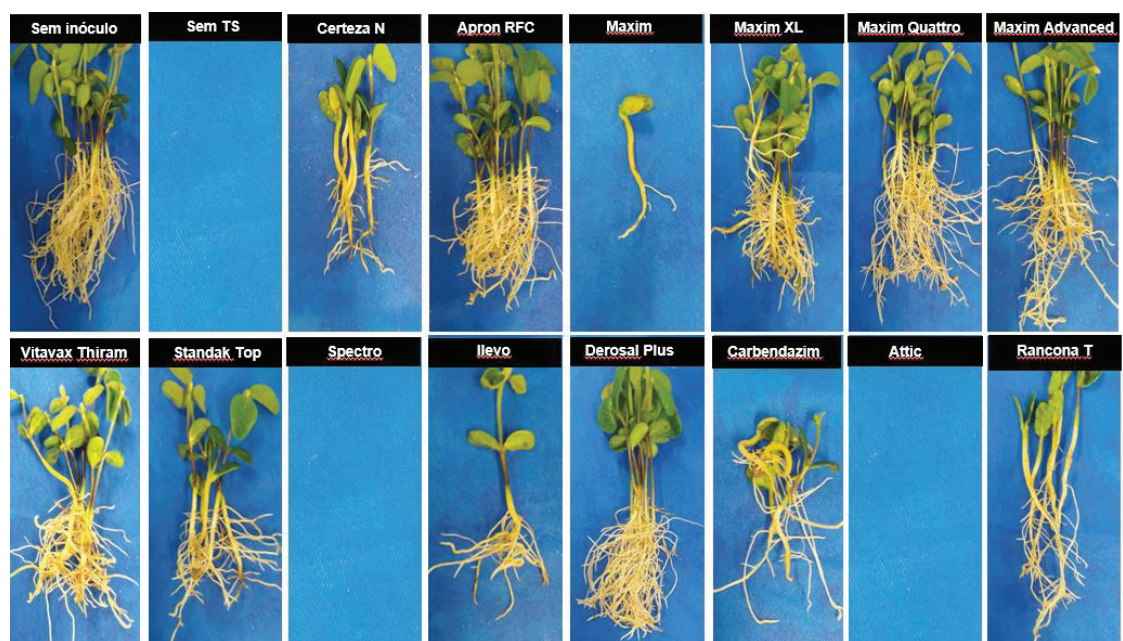 Sem inóculo
Sem TS
Certeza N
Apron RFC
Maxim
Maxim XL
Maxim Quattro
Maxim Advanced
Vitavax Thiram
Standak Top
Spectro
Ilevo
Derosal Plus
Carbendazim
Attic
Rancona T